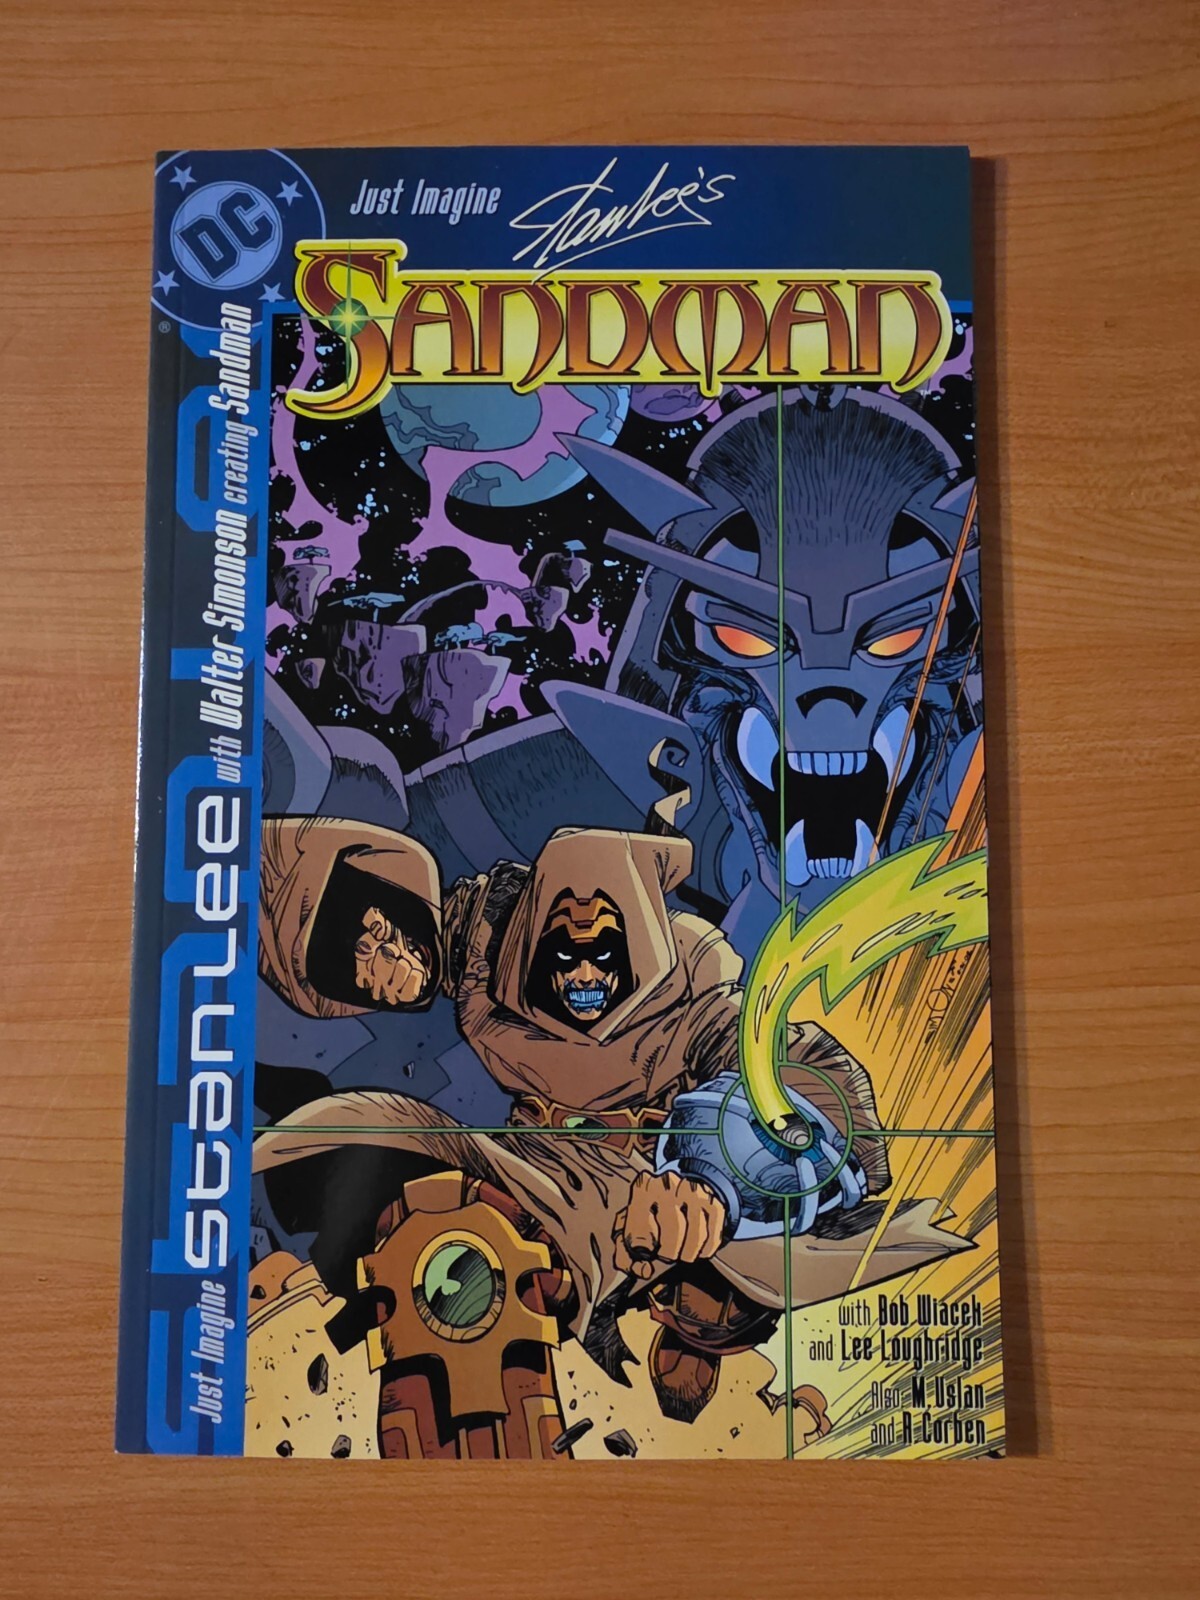 DC
®
Just Imagine Stan Lee's
SANDMAN
Just Imagine Stan Lee with Walter Simonson creating Sandman
with Bob Wiacek
and Lee Loughridge
Also M. Uslan
and R. Corben